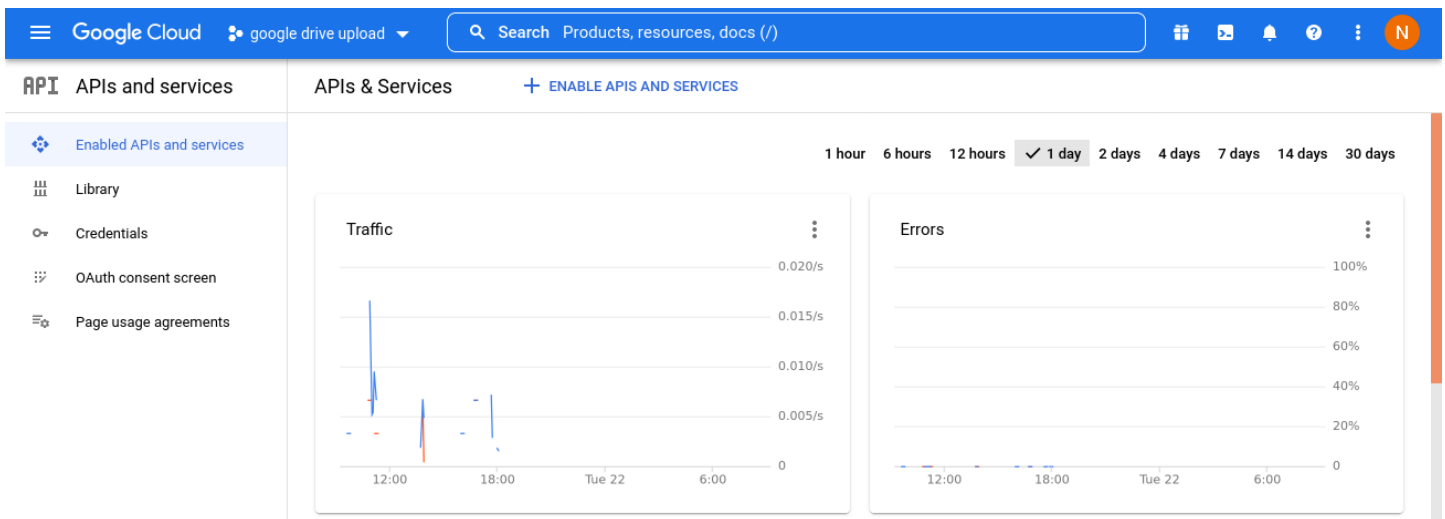 Google Cloud google drive upload Search Products, resources, docs (/) N
API APIs and services
APIs & Services + ENABLE APIS AND SERVICES
Enabled APIs and services
Library
Credentials
OAuth consent screen
Page usage agreements
1 hour 6 hours 12 hours 1 day 2 days 4 days 7 days 14 days 30 days
Traffic
0.020/s
0.015/s
0.010/s
0.005/s
0
12:00 18:00 Tue 22 6:00
Errors
100%
80%
60%
40%
20%
0
12:00 18:00 Tue 22 6:00